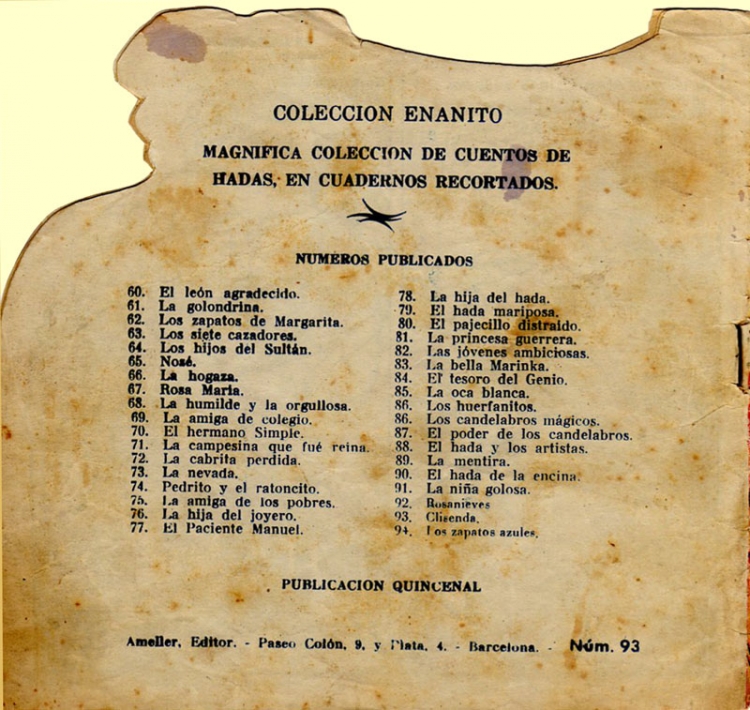 COLECCION ENANITO
MAGNIFICA COLECCION DE CUENTOS DE
HADAS, EN CUADERNOS RECORTADOS.
NUMEROS PUBLICADOS
60. El león agradecido.
61. La golondrina.
62. Los zapatos de Margarita.
63. Los siete cazadores.
64. Los hijos del Sultán.
65. Nosé.
66. La hogaza.
67. Rosa María.
68. La humilde y la orgullosa.
69. La amiga de colegio.
70. El hermano Simple.
71. La campesina que fué reina.
72. La cabrita perdida.
73. La nevada.
74. Pedrito y el ratoncito.
75. La amiga de los pobres.
76. La hija del joyero.
77. El Paciente Manuel.
78. La hija del hada.
79. El hada mariposa.
80. El pajecillo distraido.
81. La princesa guerrera.
82. Las jóvenes ambiciosas.
83. La bella Marinka.
84. El tesoro del Genio.
85. La oca blanca.
86. Los huerfanitos.
86. Los candelabros mágicos.
87. El poder de los candelabros.
88. El hada y los artistas.
89. La mentira.
90. El hada de la encina.
91. La niña golosa.
92. Rosanieves
93. Clisenda.
94. Los zapatos azules.
PUBLICACION QUINCENAL
Ameller, Editor. - Paseo Colón, 9, y Plata, 4. - Barcelona. - Núm. 93